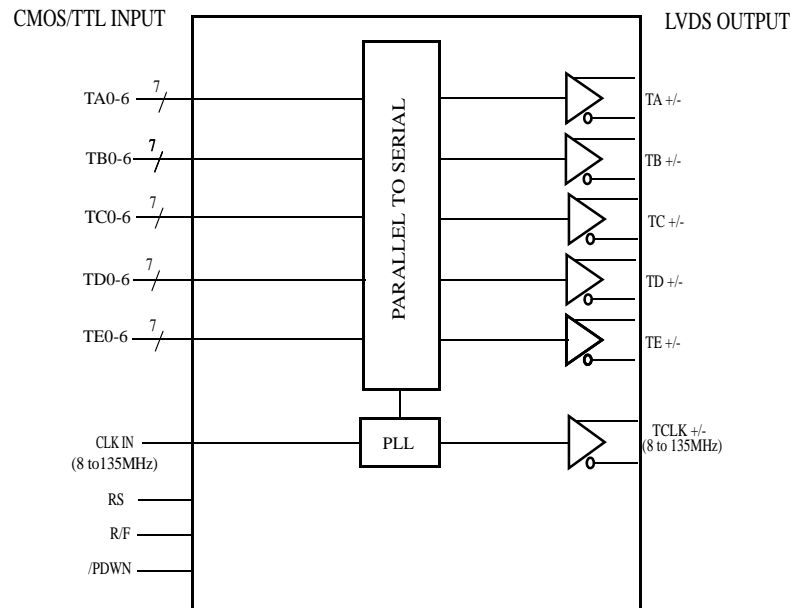 CMOS/TTL INPUT
LVDS OUTPUT
7
TA0-6
TA +/-
7
TB0-6
TB +/-
7
TC0-6
TC +/-
7
TD0-6
TD +/-
7
TE0-6
TE +/-
PARALLEL TO SERIAL
CLK IN
(8 to135MHz)
PLL
TCLK +/-
(8 to 135MHz)
RS
R/F
/PDWN